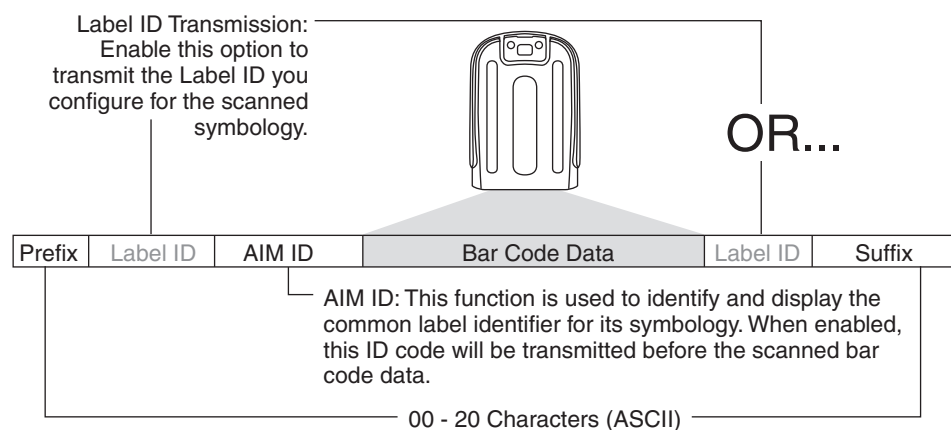 Label ID Transmission:
Enable this option to
transmit the Label ID you
configure for the scanned
symbology.
OR...
Prefix Label ID AIM ID Bar Code Data Label ID Suffix
AIM ID: This function is used to identify and display the
common label identifier for its symbology. When enabled,
this ID code will be transmitted before the scanned bar
code data.
00 - 20 Characters (ASCII)